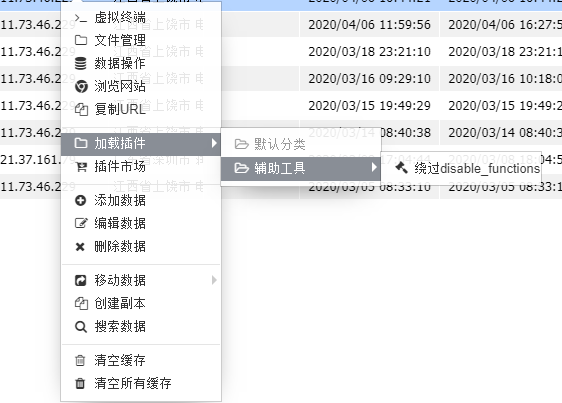 2020/04/06 11:59:56 2020/04/06 16:27:5
2020/03/18 23:21:10 2020/03/18 23:21:1
2020/03/16 09:29:10 2020/03/16 10:18:0
2020/03/15 19:49:29 2020/03/15 19:49:2
08:40:38 2020/03/14 08:40:3
2020/03/05 08:33:10 2020/03/05 08:33:1
11.73.46.
11.73.46.
11.73.46.
11.73.46.
11.73.46.
21.37.161.
11.73.46.
虚拟终端
文件管理
数据操作
浏览网站
复制URL
加载插件
插件市场
添加数据
编辑数据
删除数据
移动数据
创建副本
搜索数据
清空缓存
清空所有缓存
默认分类
辅助工具
绕过disable_functions